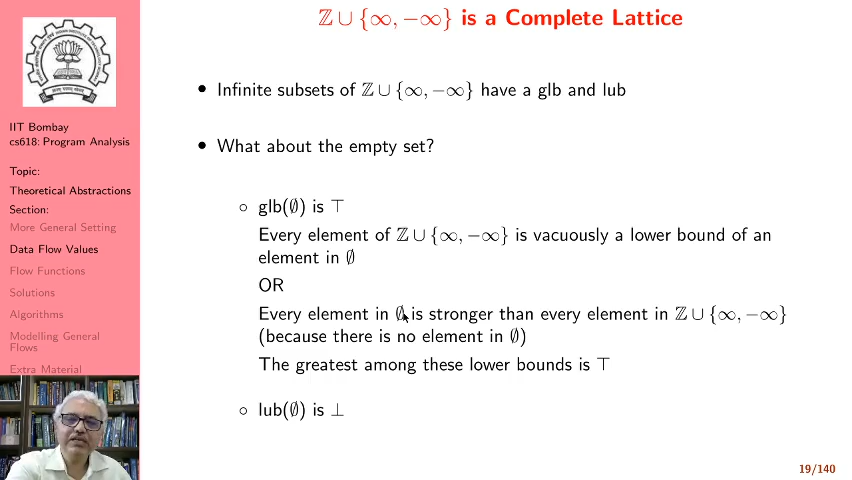 ℤ ∪ {∞, −∞} is a Complete Lattice
IIT Bombay
cs618: Program Analysis
Topic:
Theoretical Abstractions
Section:
More General Setting
Data Flow Values
Flow Functions
Solutions
Algorithms
Modelling General
Flows
Extra Material
• Infinite subsets of ℤ ∪ {∞, −∞} have a glb and lub
• What about the empty set?
◦ glb(∅) is ⊤
Every element of ℤ ∪ {∞, −∞} is vacuously a lower bound of an
element in ∅
OR
Every element in ∅ is stronger than every element in ℤ ∪ {∞, −∞}
(because there is no element in ∅)
The greatest among these lower bounds is ⊤
◦ lub(∅) is ⊥
19/140